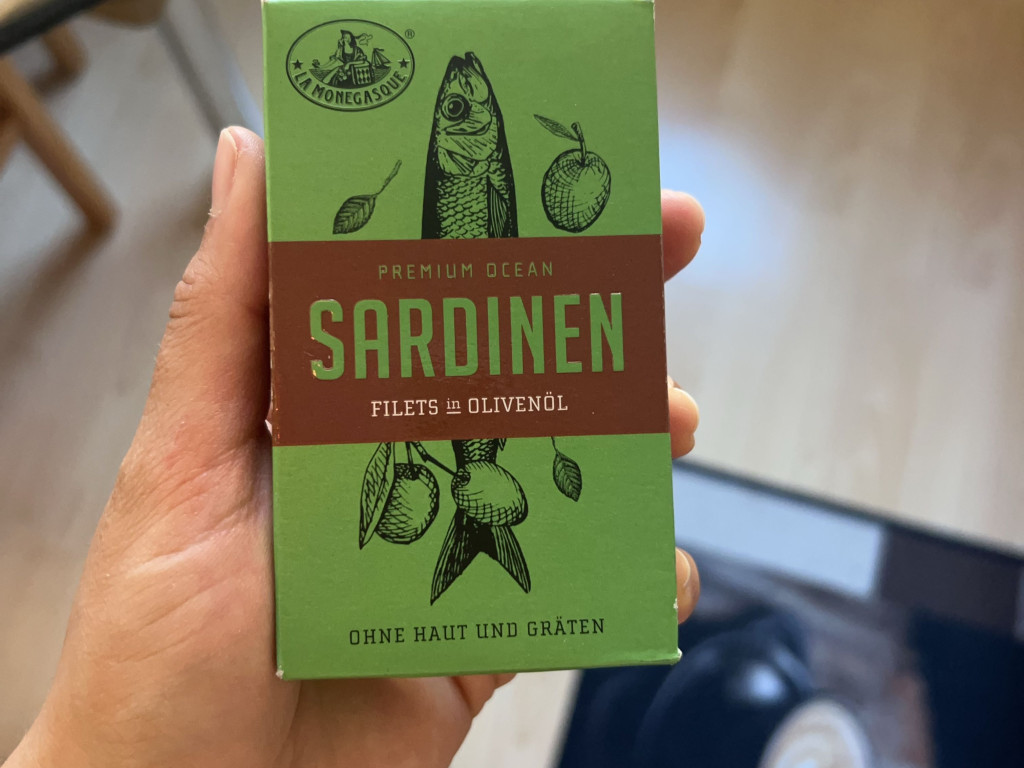 LA MONEGASQUE
®
PREMIUM OCEAN
SARDINEN
FILETS in OLIVENÖL
OHNE HAUT UND GRÄTEN